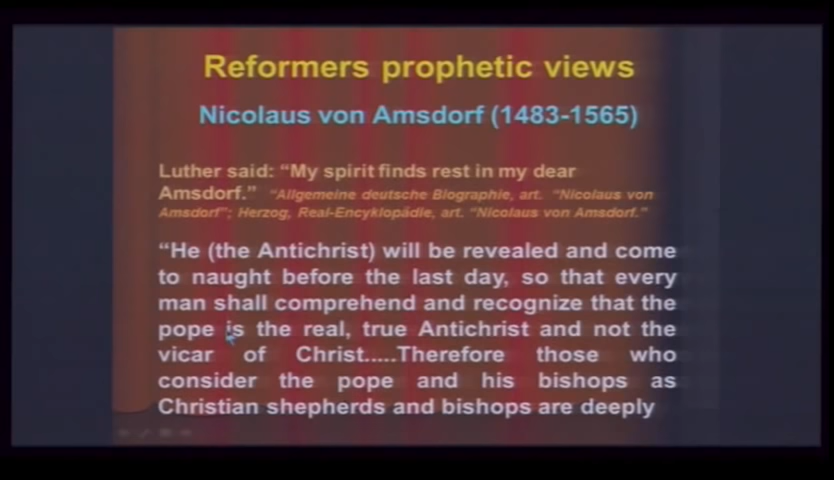 Reformers prophetic views
Nicolaus von Amsdorf (1483-1565)
Luther said: “My spirit finds rest in my dear
Amsdorf.” “Allgemeine deutsche Biographie, art. “Nicolaus von
Amsdorf”; Herzog, Real-Encyklopädie, art. “Nicolaus von Amsdorf.”
“He (the Antichrist) will be revealed and come
to naught before the last day, so that every
man shall comprehend and recognize that the
pope is the real, true Antichrist and not the
vicar of Christ.....Therefore those who
consider the pope and his bishops as
Christian shepherds and bishops are deeply